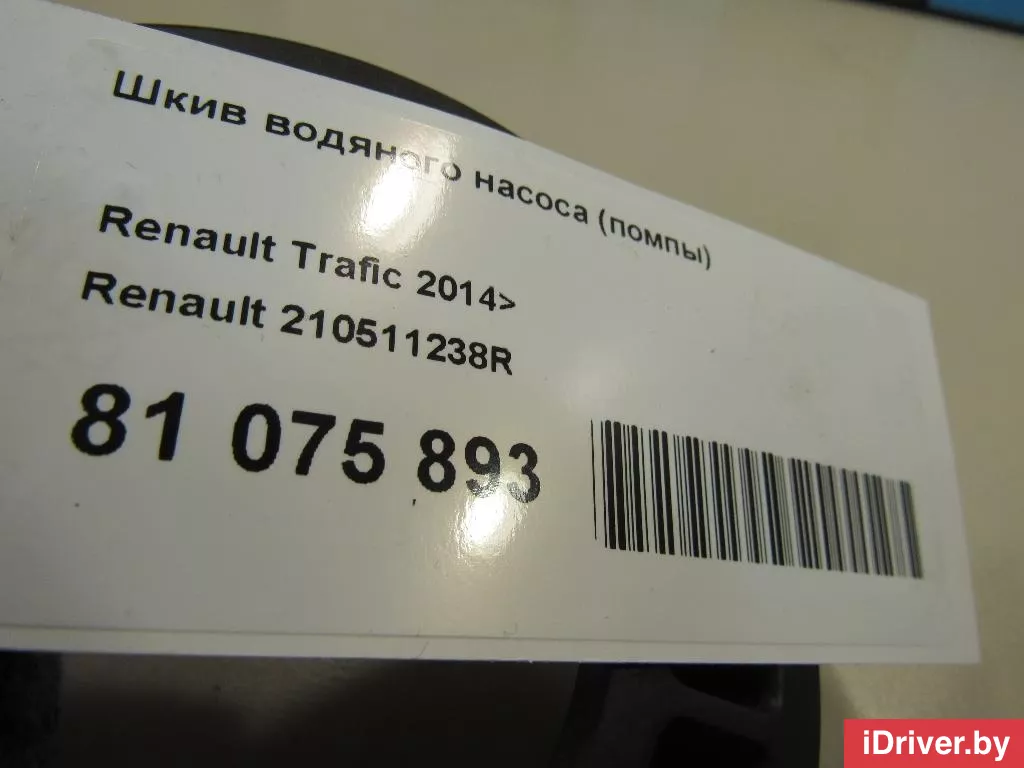 Шкив водяного насоса (помпы)
Renault Trafic 2014>
Renault 210511238R
81 075 893
iDriver.by